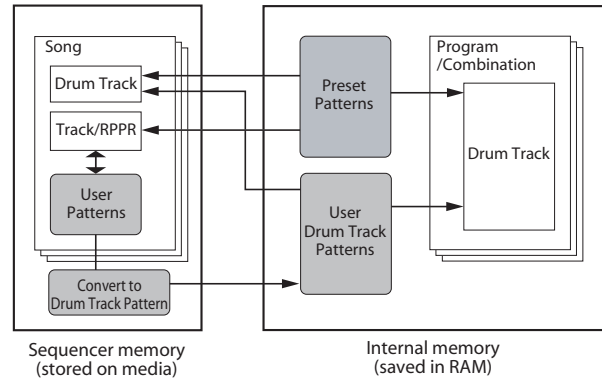 Song
Drum Track
Track/RPPR
User
Patterns
Convert to
Drum Track Pattern
Sequencer memory
(stored on media)
Preset
Patterns
User
Drum Track
Patterns
Program
/Combination
Drum Track
Internal memory
(saved in RAM)